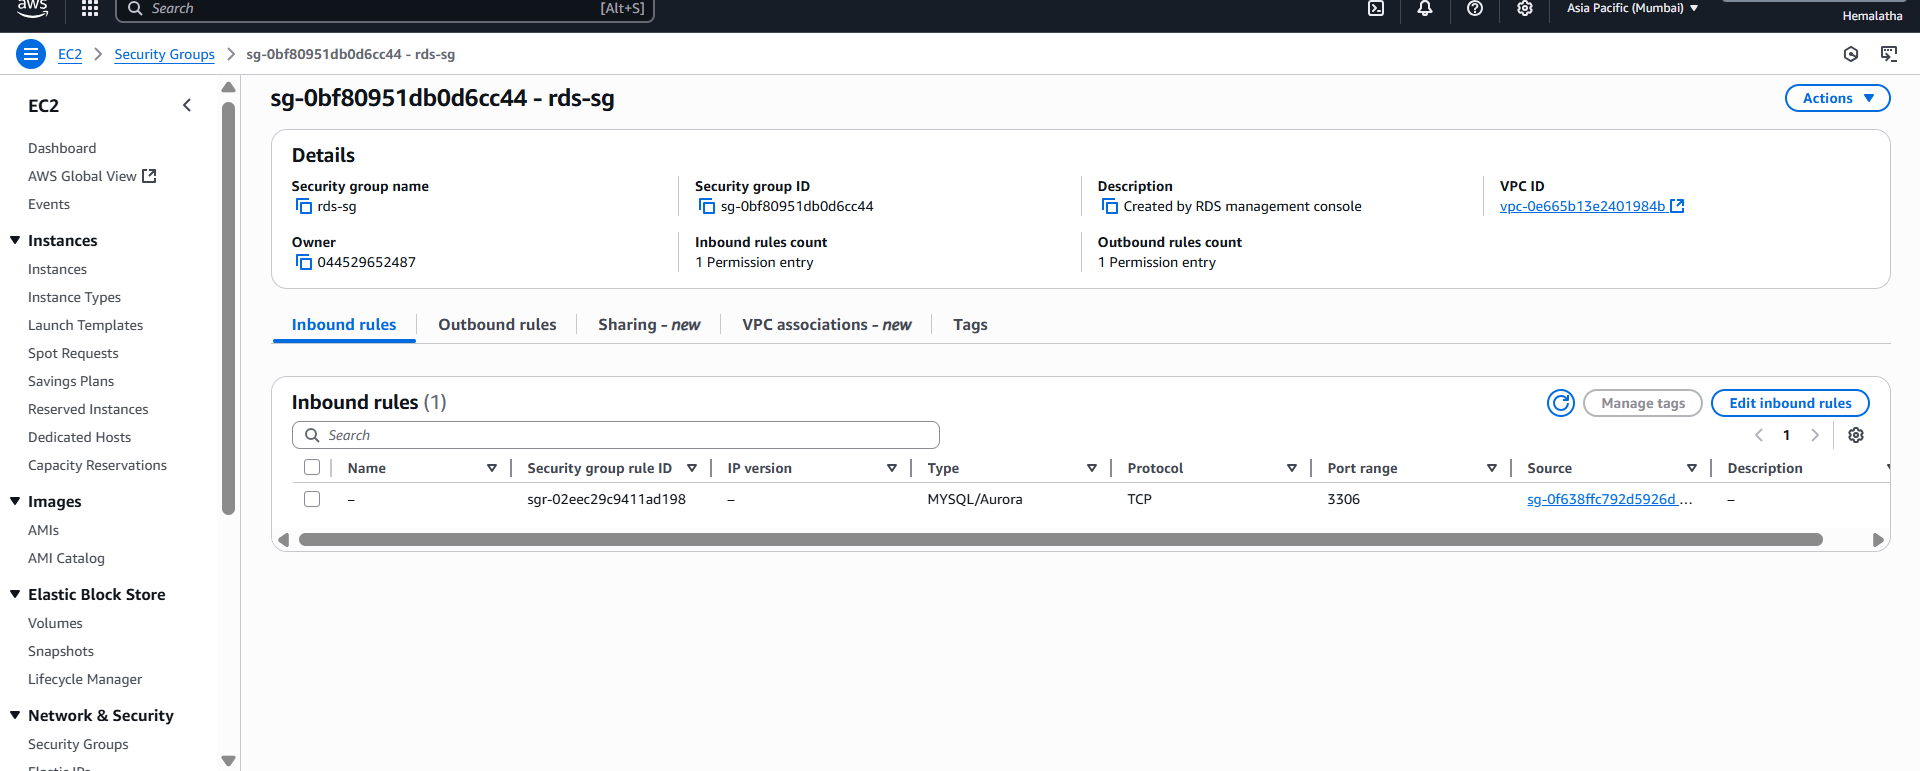 aws
Search [Alt+S]
Asia Pacific (Mumbai)
Hemalatha
EC2 Security Groups sg-0bf80951db0d6cc44 - rds-sg
EC2
Dashboard
AWS Global View
Events
Instances
Instances
Instance Types
Launch Templates
Spot Requests
Savings Plans
Reserved Instances
Dedicated Hosts
Capacity Reservations
Images
AMIs
AMI Catalog
Elastic Block Store
Volumes
Snapshots
Lifecycle Manager
Network & Security
Security Groups
Elastic IPs
sg-0bf80951db0d6cc44 - rds-sg
Actions
Details
Security group name
rds-sg
Security group ID
sg-0bf80951db0d6cc44
Description
Created by RDS management console
VPC ID
vpc-0e665b13e2401984b
Owner
044529652487
Inbound rules count
1 Permission entry
Outbound rules count
1 Permission entry
Inbound rules Outbound rules Sharing - new VPC associations - new Tags
Inbound rules (1)
Manage tags Edit inbound rules
Search
1
Name Security group rule ID IP version Type Protocol Port range Source Description
– sgr-02eec29c9411ad198 – MYSQL/Aurora TCP 3306 sg-0f638ffc792d5926d ... –